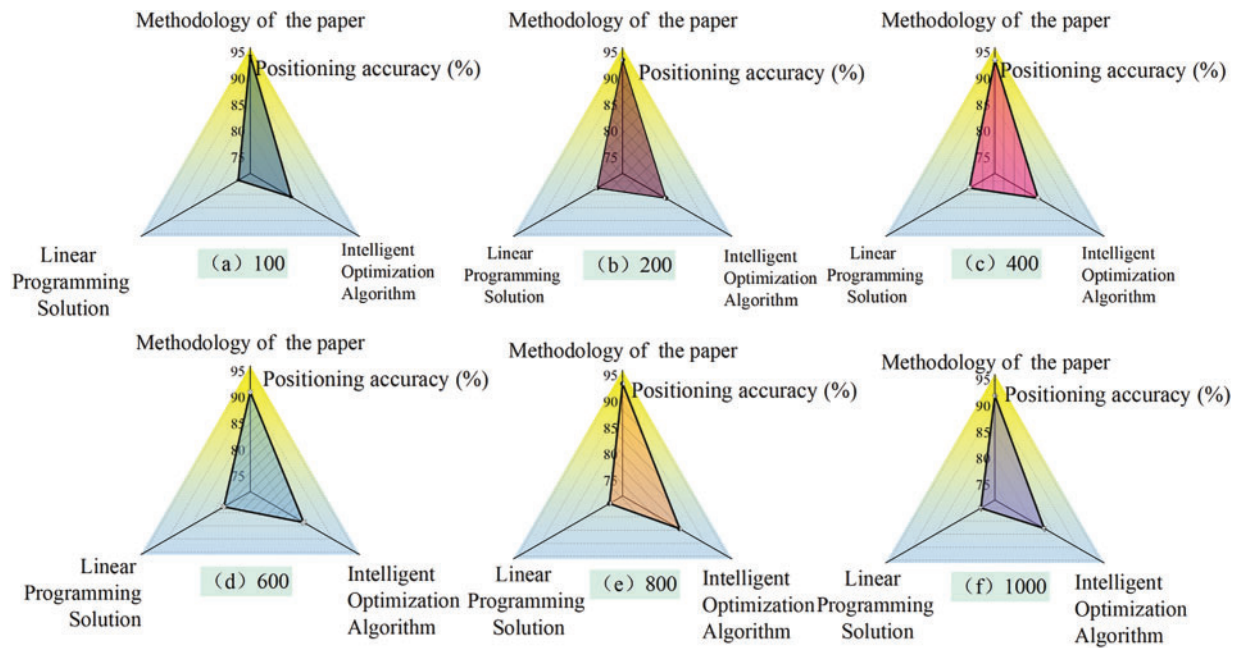 Methodology of the paper
95
Positioning accuracy (%)
90
85
80
75
Linear
Programming
Solution
(a) 100
Intelligent
Optimization
Algorithm
Methodology of the paper
95
Positioning accuracy (%)
90
85
80
75
Linear
Programming
Solution
(b) 200
Intelligent
Optimization
Algorithm
Methodology of the paper
95
Positioning accuracy (%)
90
85
80
75
Linear
Programming
Solution
(c) 400
Intelligent
Optimization
Algorithm
Methodology of the paper
95
Positioning accuracy (%)
90
85
80
75
Linear
Programming
Solution
(d) 600
Intelligent
Optimization
Algorithm
Methodology of the paper
95
Positioning accuracy (%)
90
85
80
75
Linear
Programming
Solution
(e) 800
Intelligent
Optimization
Algorithm
Methodology of the paper
95
Positioning accuracy (%)
90
85
80
75
Linear
Programming
Solution
(f) 1000
Intelligent
Optimization
Algorithm